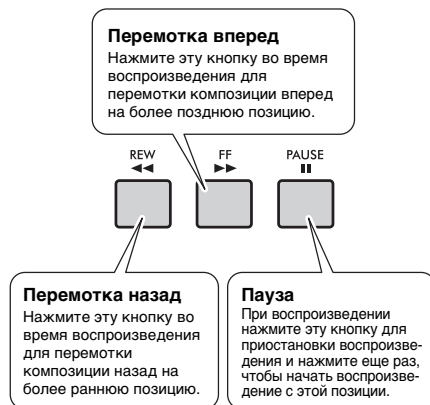 Перемотка вперед
Нажмите эту кнопку во время
воспроизведения для
перемотки композиции вперед
на более позднюю позицию.
REW
FF
PAUSE
Перемотка назад
Нажмите эту кнопку во
время воспроизведения
для перемотки
композиции назад на
более раннюю позицию.
Пауза
При воспроизведении
нажмите эту кнопку для
приостановки воспроизве-
дения и нажмите еще раз,
чтобы начать воспроизве-
дение с этой позиции.